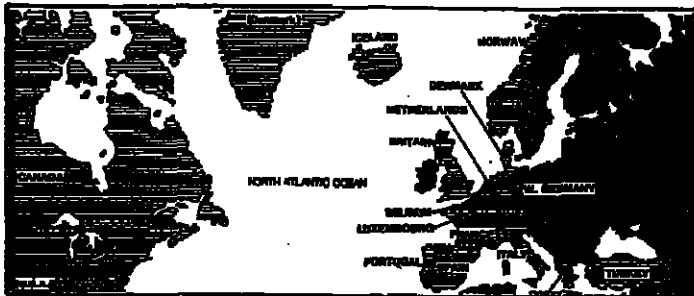 (Denmark)
ICELAND
NORWAY
DENMARK
NETHERLANDS
BRITAIN
CANADA
NORTH ATLANTIC OCEAN
W. GERMANY
BELGIUM
LUXEMBOURG
ITALY
PORTUGAL
TURKEY